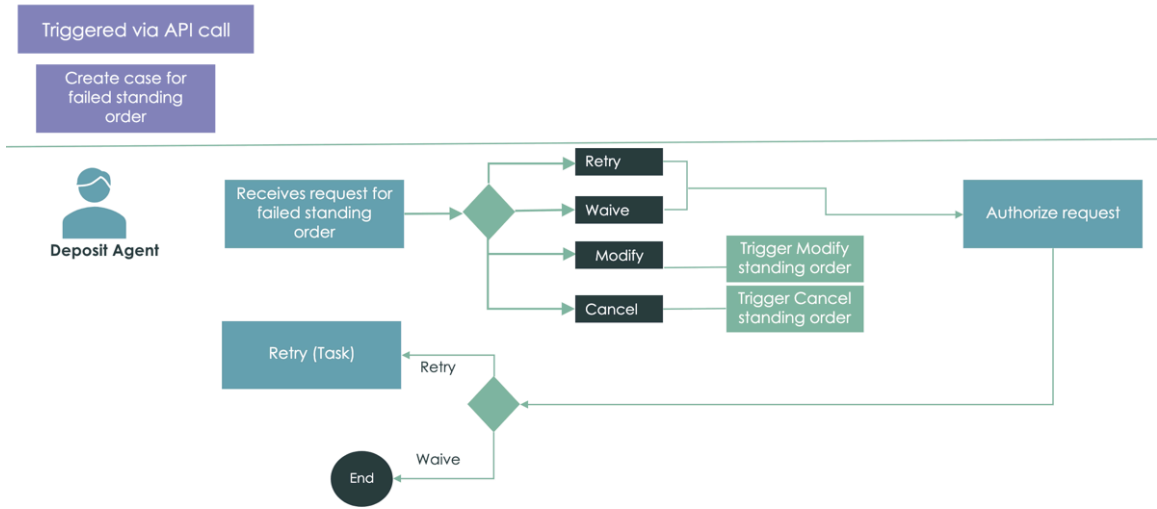 Triggered via API call
Create case for
failed standing
order
Deposit Agent
Receives request for
failed standing
order
Retry
Waive
Modify
Cancel
Trigger Modify
standing order
Trigger Cancel
standing order
Authorize request
Retry (Task)
Retry
Waive
End